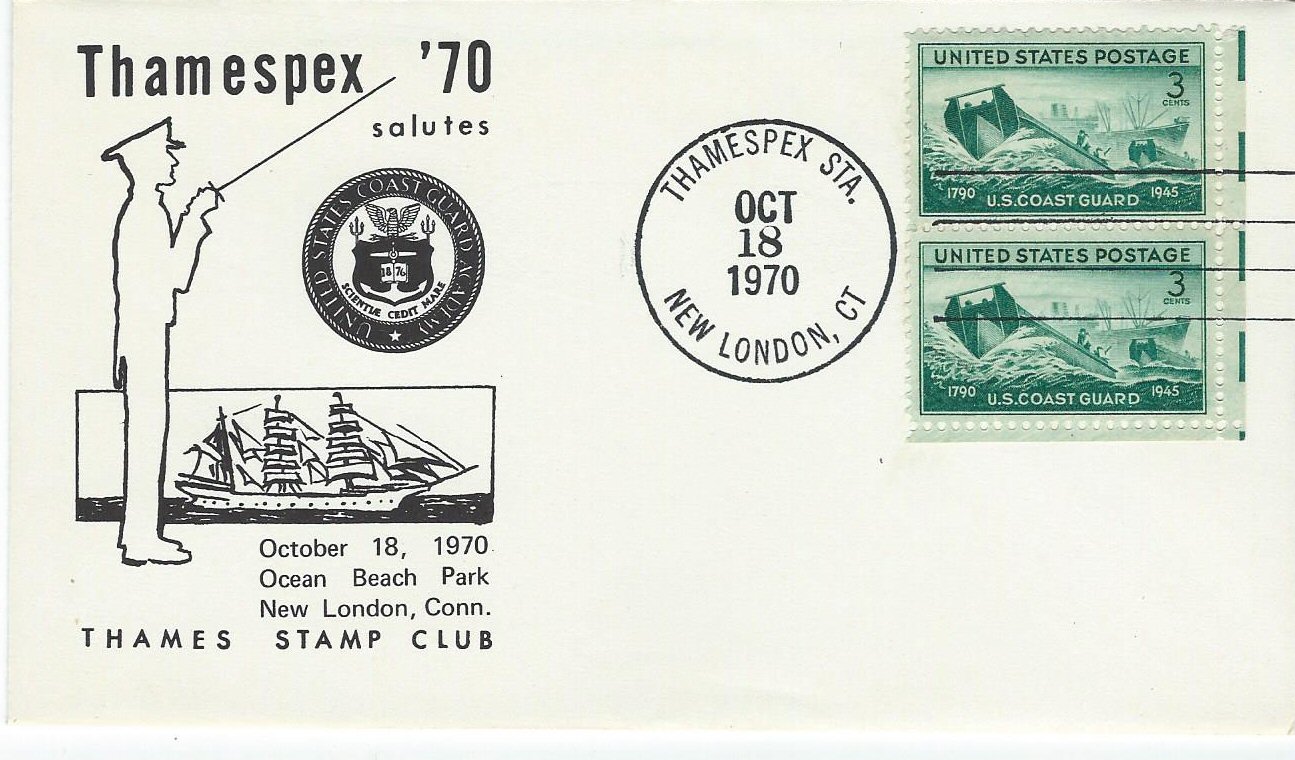 Thamespex '70
salutes
UNITED STATES COAST GUARD ACADEMY
1876
SCIENTIÆ CEDIT MARE
October 18, 1970
Ocean Beach Park
New London, Conn.
THAMES STAMP CLUB
THAMESPEX STA.
OCT
18
1970
NEW LONDON, CT
UNITED STATES POSTAGE
3
CENTS
1790 1945
U.S. COAST GUARD
UNITED STATES POSTAGE
3
CENTS
1790 1945
U.S. COAST GUARD